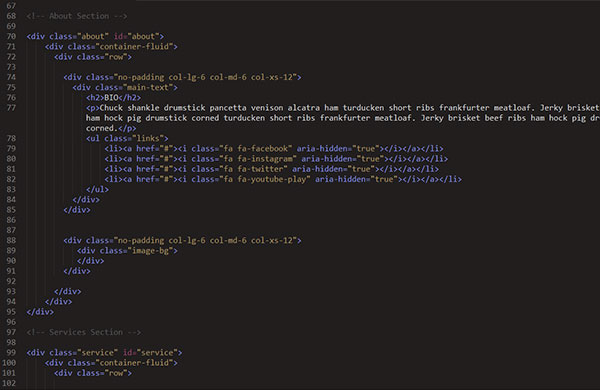 67
68 <!-- About Section -->
69
70 <div class="about" id="about">
71 <div class="container-fluid">
72 <div class="row">
73
74 <div class="no-padding col-lg-6 col-md-6 col-xs-12">
75 <div class="main-text">
76 <h2>BIO</h2>
77 <p>Chuck shankle drumstick pancetta venison alcatra ham turducken short ribs frankfurter meatloaf. Jerky brisket
ham hock pig drumstick corned turducken short ribs frankfurter meatloaf. Jerky brisket beef ribs ham hock pig dr
corned.</p>
78 <ul class="links">
79 <li><a href="#"><i class="fa fa-facebook" aria-hidden="true"></i></a></li>
80 <li><a href="#"><i class="fa fa-instagram" aria-hidden="true"></i></a></li>
81 <li><a href="#"><i class="fa fa-twitter" aria-hidden="true"></i></a></li>
82 <li><a href="#"><i class="fa fa-youtube-play" aria-hidden="true"></i></a></li>
83 </ul>
84 </div>
85 </div>
86
87
88 <div class="no-padding col-lg-6 col-md-6 col-xs-12">
89 <div class="image-bg">
90 </div>
91 </div>
92
93 </div>
94 </div>
95 </div>
96
97 <!-- Services Section -->
98
99 <div class="service" id="service">
100 <div class="container-fluid">
101 <div class="row">
102